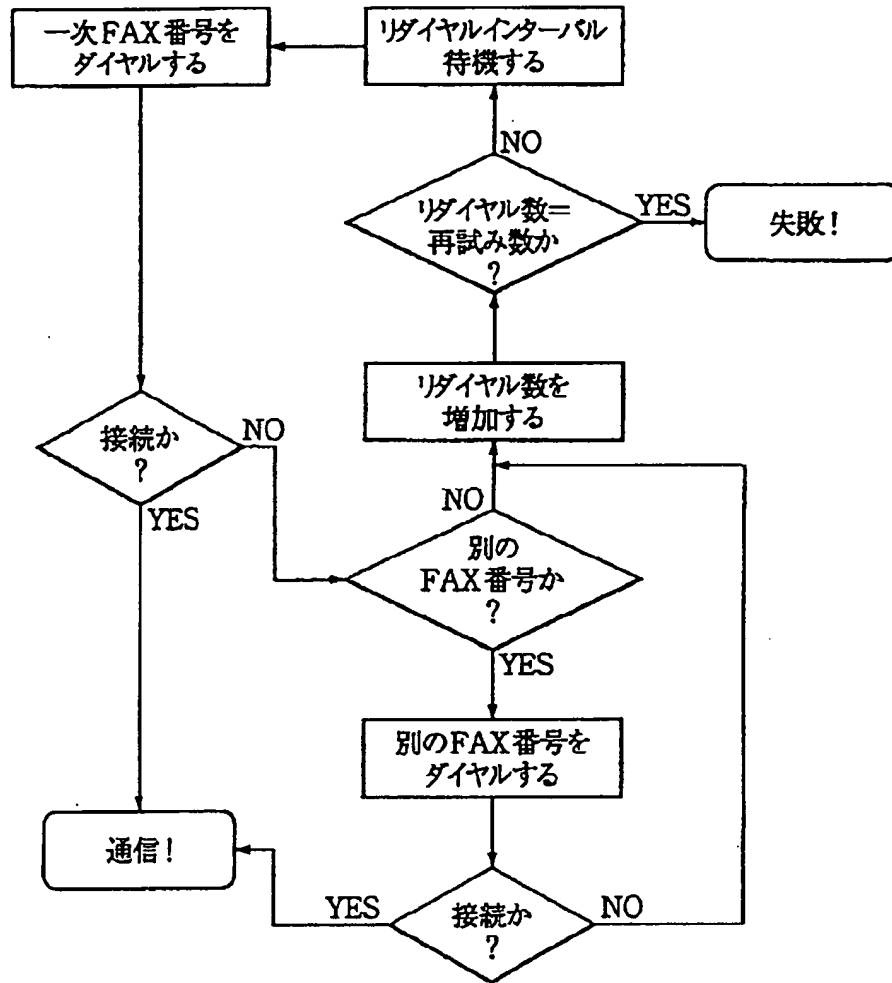 一次FAX番号を
ダイヤルする
リダイヤルインターバル
待機する
NO
リダイヤル数＝
再試み数か
?
YES
失敗!
リダイヤル数を
増加する
接続か
?
NO
YES
NO
別の
FAX番号か
?
YES
別のFAX番号を
ダイヤルする
通信!
YES
接続か
?
NO